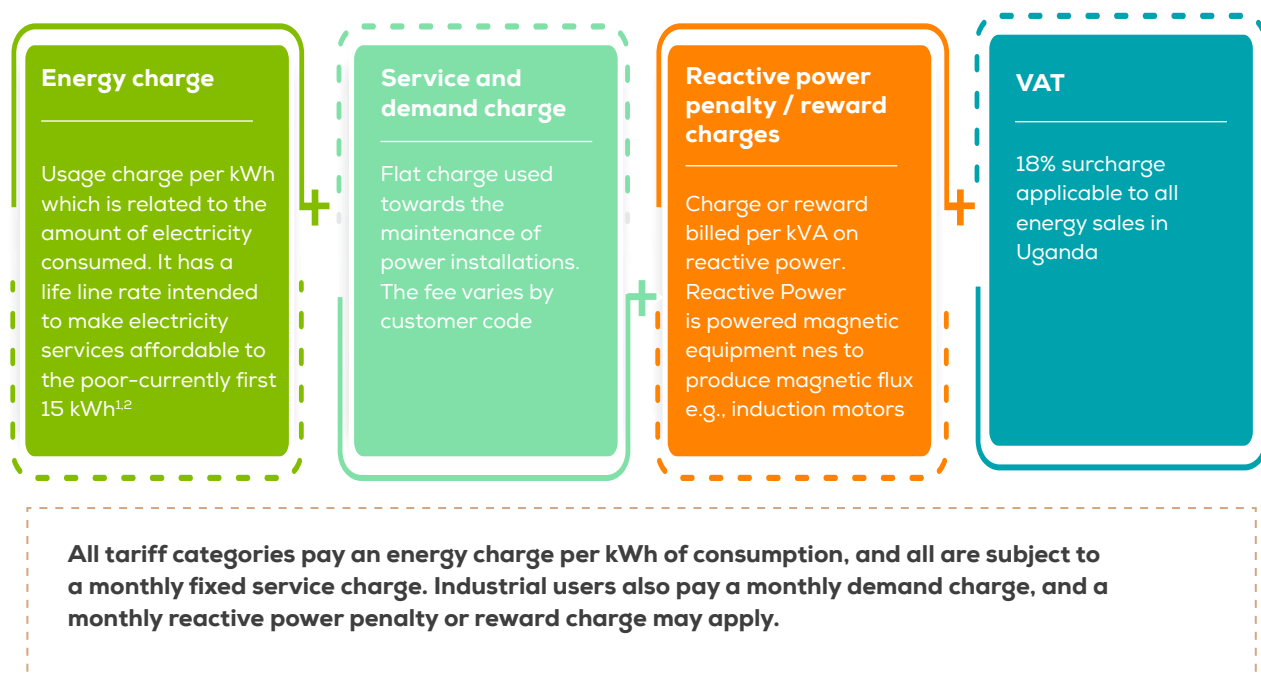 Energy charge
Usage charge per kWh
which is related to the
amount of electricity
consumed. It has a
life line rate intended
to make electricity
services affordable to
the poor-currently first
15 kWh1,2
+
Service and
demand charge
Flat charge used
towards the
maintenance of
power installations.
The fee varies by
customer code
+
Reactive power
penalty / reward
charges
Charge or reward
billed per kVA on
reactive power.
Reactive Power
is powered magnetic
equipment nes to
produce magnetic flux
e.g., induction motors
+
VAT
18% surcharge
applicable to all
energy sales in
Uganda
All tariff categories pay an energy charge per kWh of consumption, and all are subject to
a monthly fixed service charge. Industrial users also pay a monthly demand charge, and a
monthly reactive power penalty or reward charge may apply.